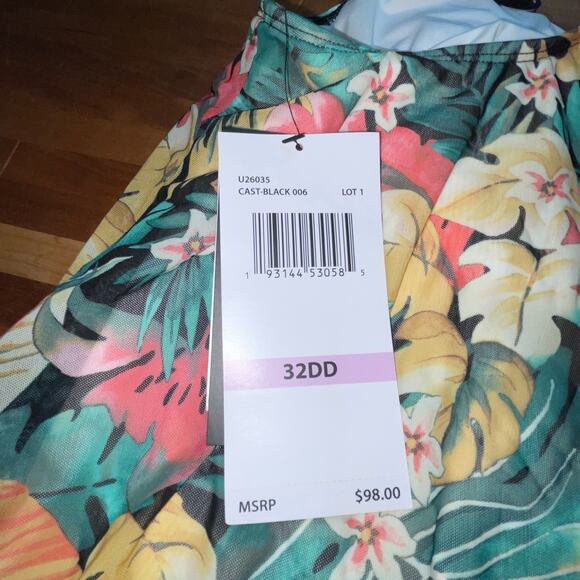 U26035
CAST-BLACK 006 LOT 1
1 93144 53058 5
32DD
MSRP $98.00